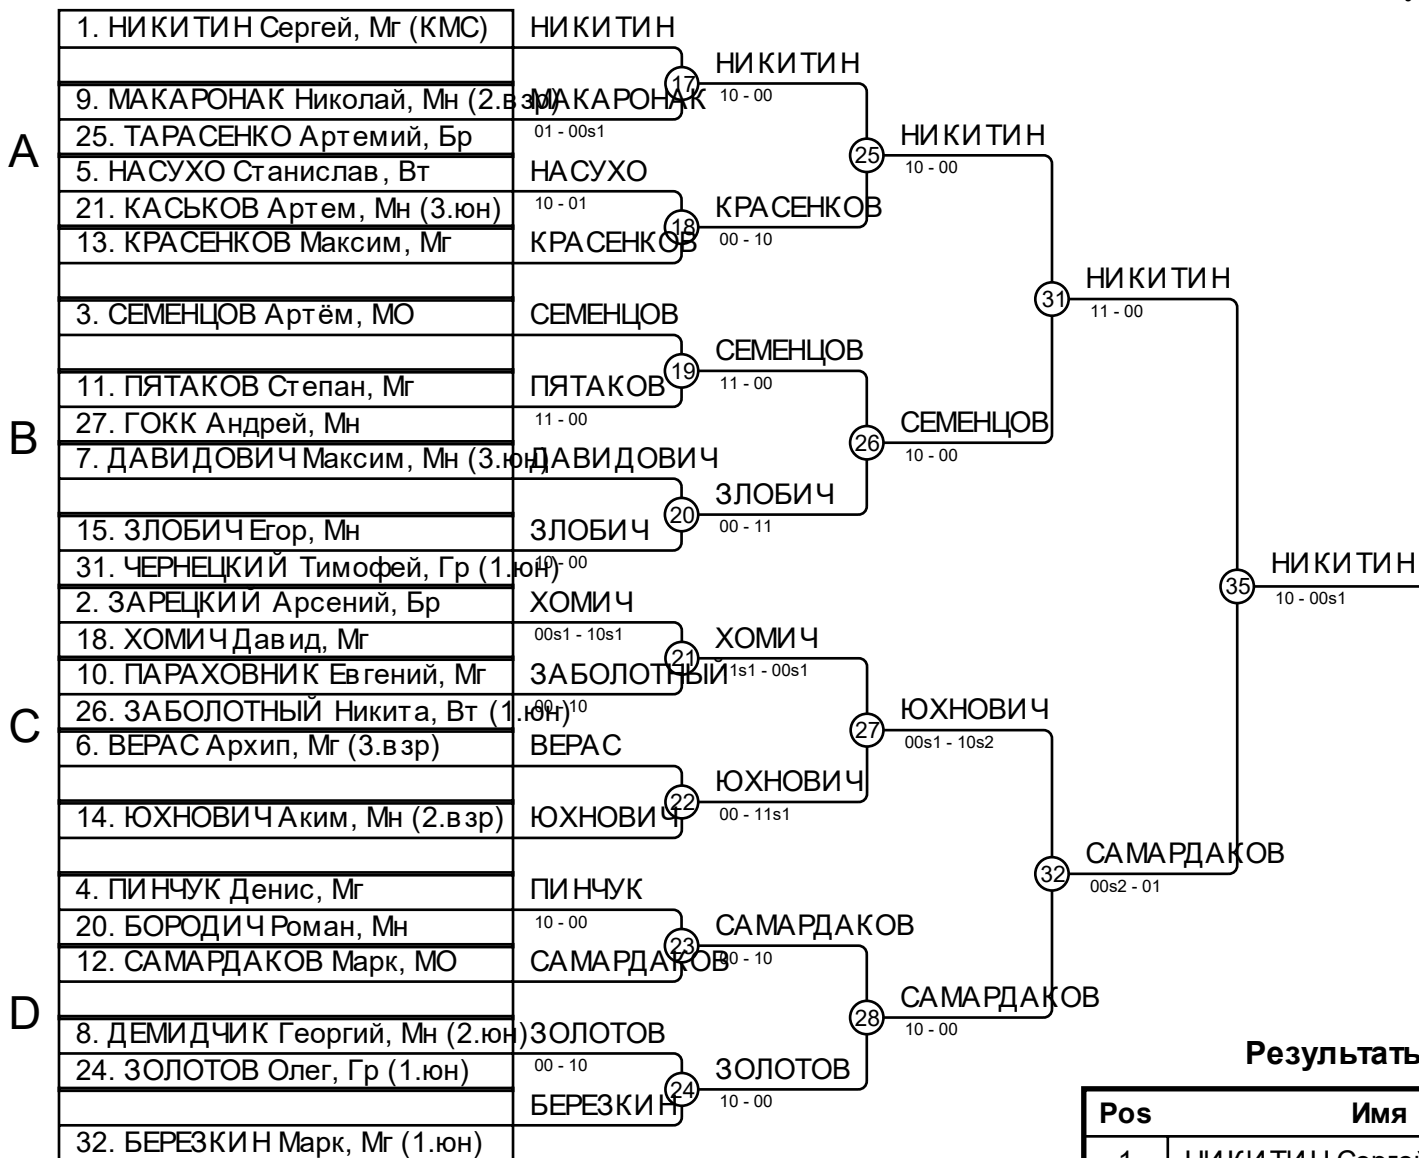 1. НИКИТИН Сергей, Мг (КМС)
НИКИТИН
НИКИТИН
17
10 - 00
9. МАКАРОНАК Николай, Мн (2.взр)
МАКАРОНАК
01 - 00s1
25. ТАРАСЕНКО Артемий, Бр
A
НИКИТИН
25
10 - 00
5. НАСУХО Станислав, Вт
НАСУХО
10 - 01
21. КАСЬКОВ Артем, Мн (3.юн)
КРАСЕНКОВ
18
00 - 10
13. КРАСЕНКОВ Максим, Мг
КРАСЕНКОВ
НИКИТИН
31
11 - 00
3. СЕМЕНЦОВ Артём, МО
СЕМЕНЦОВ
СЕМЕНЦОВ
19
11 - 00
11. ПЯТАКОВ Степан, Мг
ПЯТАКОВ
11 - 00
27. ГОКК Андрей, Мн
B
СЕМЕНЦОВ
26
10 - 00
7. ДАВИДОВИЧ Максим, Мн (3.юн)
ДАВИДОВИЧ
ЗЛОБИЧ
20
00 - 11
15. ЗЛОБИЧ Егор, Мн
ЗЛОБИЧ
10 - 00
31. ЧЕРНЕЦКИЙ Тимофей, Гр (1.юн)
НИКИТИН
35
10 - 00s1
2. ЗАРЕЦКИЙ Арсений, Бр
ХОМИЧ
00s1 - 10s1
18. ХОМИЧ Давид, Мг
ХОМИЧ
21
1s1 - 00s1
10. ПАРАХОВНИК Евгений, Мг
ЗАБОЛОТНЫЙ
00 - 10
26. ЗАБОЛОТНЫЙ Никита, Вт (1.юн)
C
ЮХНОВИЧ
27
00s1 - 10s2
6. ВЕРАС Архип, Мг (3.взр)
ВЕРАС
ЮХНОВИЧ
22
00 - 11s1
14. ЮХНОВИЧ Аким, Мн (2.взр)
ЮХНОВИЧ
САМАРДАКОВ
32
00s2 - 01
4. ПИНЧУК Денис, Мг
ПИНЧУК
10 - 00
20. БОРОДИЧ Роман, Мн
САМАРДАКОВ
23
00 - 10
12. САМАРДАКОВ Марк, МО
САМАРДАКОВ
D
САМАРДАКОВ
28
10 - 00
8. ДЕМИДЧИК Георгий, Мн (2.юн)
ЗОЛОТОВ
00 - 10
24. ЗОЛОТОВ Олег, Гр (1.юн)
ЗОЛОТОВ
24
10 - 00
БЕРЕЗКИН
32. БЕРЕЗКИН Марк, Мг (1.юн)
Результаты
Pos Имя
1 НИКИТИН Сергей